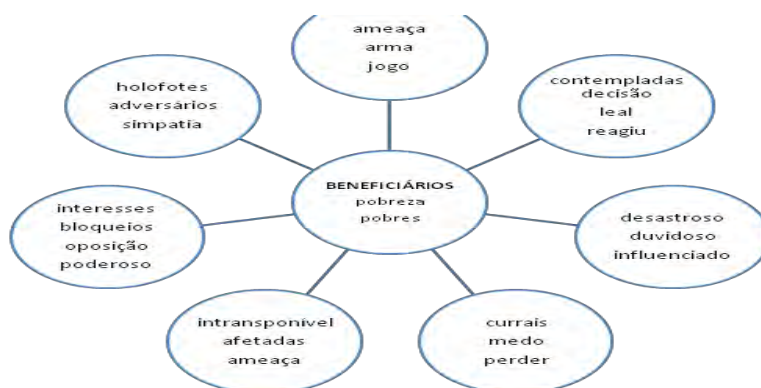 ameaça
arma
jogo
holofotes
adversários
simpatia
contempladas
decisão
leal
reagiu
BENEFICIÁRIOS
pobreza
pobres
interesses
bloqueios
oposição
poderoso
desastroso
duvidoso
influenciado
intransponível
afetadas
ameaça
currais
medo
perder